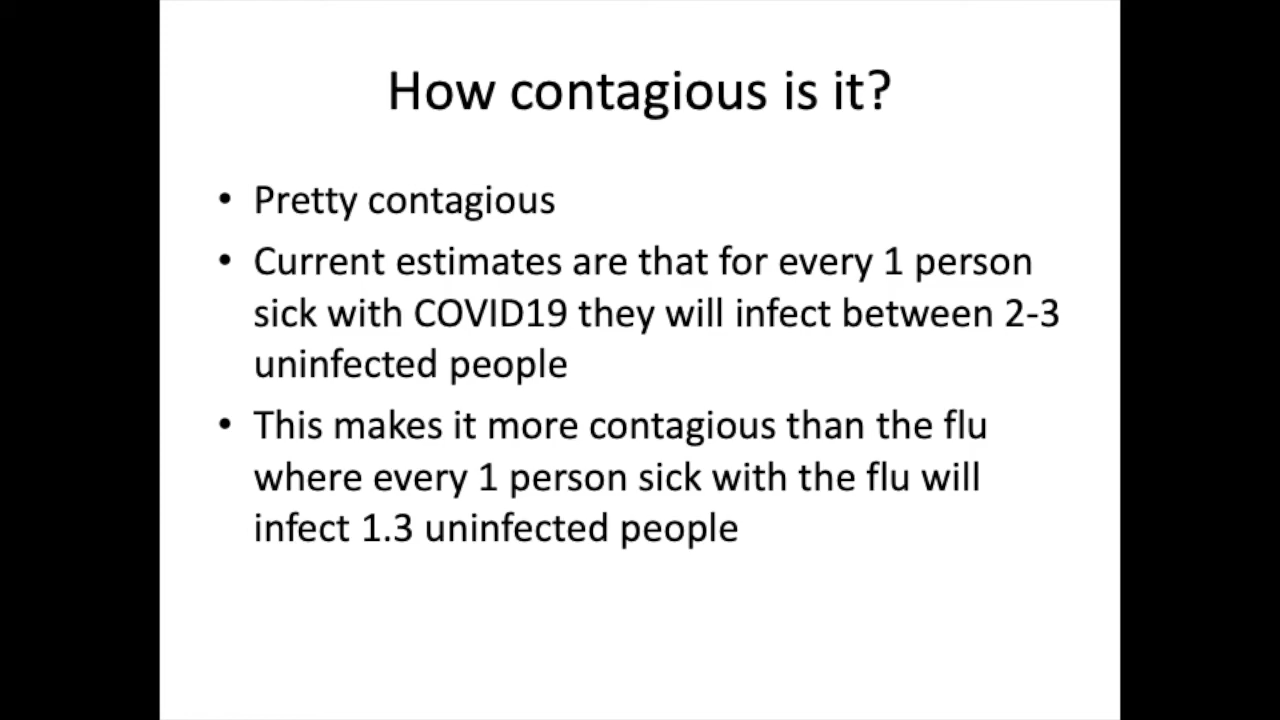 How contagious is it?
• Pretty contagious
• Current estimates are that for every 1 person
sick with COVID19 they will infect between 2-3
uninfected people
• This makes it more contagious than the flu
where every 1 person sick with the flu will
infect 1.3 uninfected people